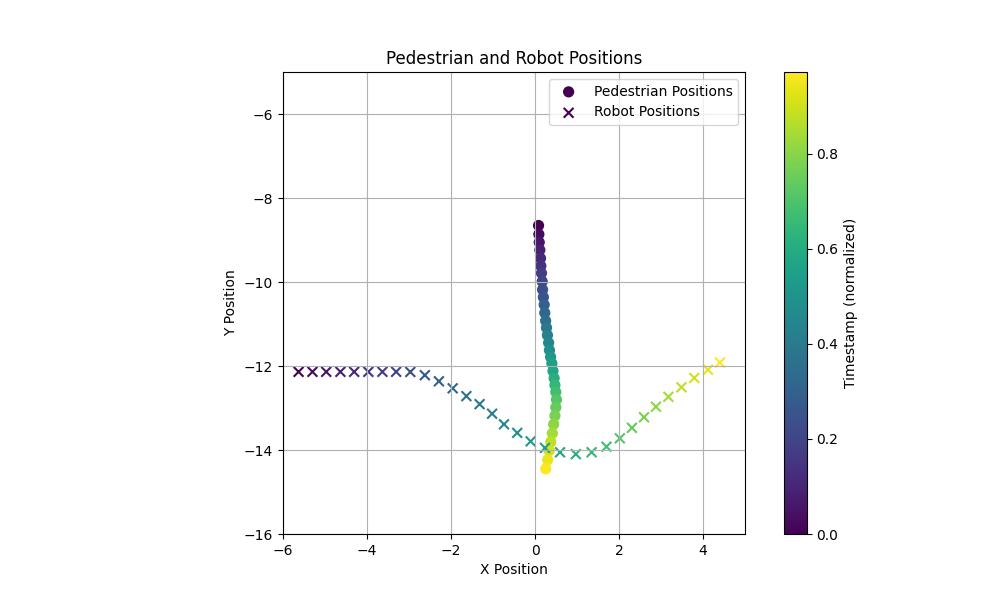 Pedestrian and Robot Positions
Pedestrian Positions
Robot Positions
−6
−8
−10
−12
−14
−16
Y Position
−6
−4
−2
0
2
4
X Position
0.8
0.6
0.4
0.2
0.0
Timestamp (normalized)